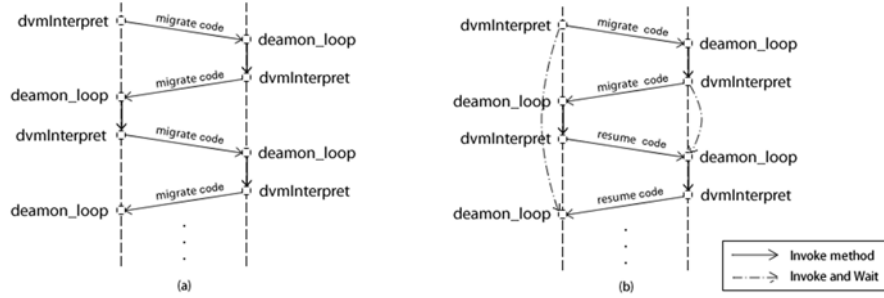 dvmInterpret
migrate code
deamon_loop
migrate code
dvmInterpret
deamon_loop
dvmInterpret
migrate code
deamon_loop
migrate code
dvmInterpret
deamon_loop
(a)
dvmInterpret
migrate code
deamon_loop
migrate code
dvmInterpret
deamon_loop
dvmInterpret
resume code
deamon_loop
resume code
dvmInterpret
deamon_loop
(b)
Invoke method
Invoke and Wait